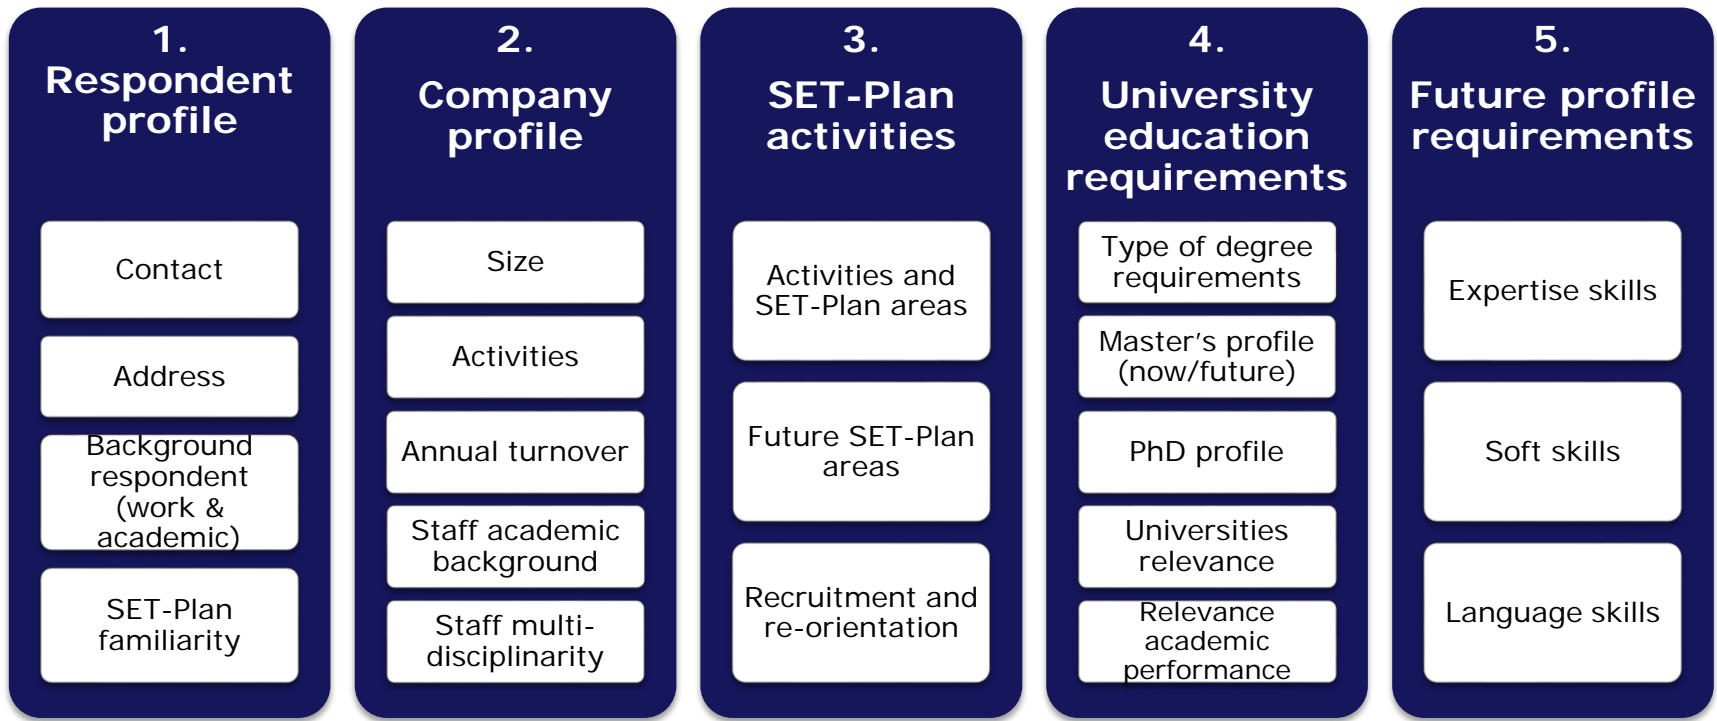 1.
Respondent
profile
Contact
Address
Background
respondent
(work &
academic)
SET-Plan
familiarity
2.
Company
profile
Size
Activities
Annual turnover
Staff academic
background
Staff multi-
disciplinarity
3.
SET-Plan
activities
Activities and
SET-Plan areas
Future SET-Plan
areas
Recruitment and
re-orientation
4.
University
education
requirements
Type of degree
requirements
Master’s profile
(now/future)
PhD profile
Universities
relevance
Relevance
academic
performance
5.
Future profile
requirements
Expertise skills
Soft skills
Language skills